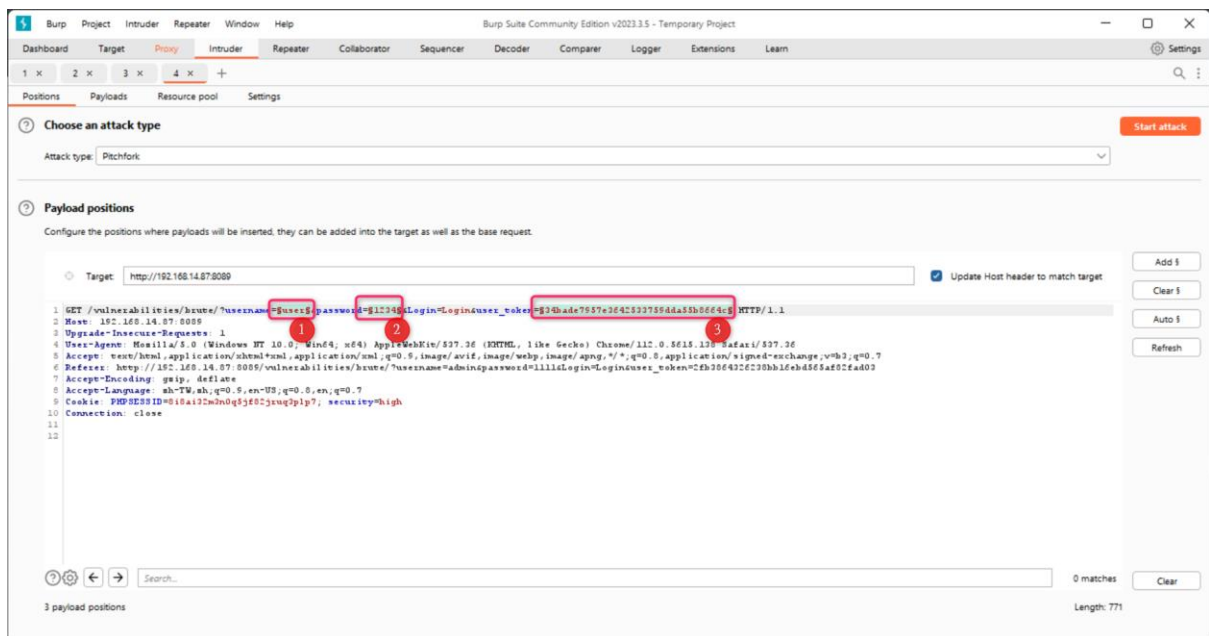 Burp Project Intruder Repeater Window Help Burp Suite Community Edition v2023.3.5 - Temporary Project
Dashboard Target Proxy Intruder Repeater Collaborator Sequencer Decoder Comparer Logger Extensions Learn Settings
1 × 2 × 3 × 4 × +
Positions Payloads Resource pool Settings
Choose an attack type
Start attack
Attack type: Pitchfork
Payload positions
Configure the positions where payloads will be inserted, they can be added into the target as well as the base request.
Target: http://192.168.14.87:8089 Update Host header to match target
Add §
Clear §
Auto §
Refresh
1 GET /vulnerabilities/brute/?username=§user§&password=§1234§&Login=Login&user_token=§34bade7957e3642533759dda55b8664c§ HTTP/1.1
2 Host: 192.168.14.87:8089
3 Upgrade-Insecure-Requests: 1
4 User-Agent: Mozilla/5.0 (Windows NT 10.0; Win64; x64) AppleWebKit/537.36 (KHTML, like Gecko) Chrome/112.0.5615.138 Safari/537.36
5 Accept: text/html,application/xhtml+xml,application/xml;q=0.9,image/avif,image/webp,image/apng,*/*;q=0.8,application/signed-exchange;v=b3;q=0.7
6 Referer: http://192.168.14.87:8089/vulnerabilities/brute/?username=admin&password=1111&Login=Login&user_token=2fb3864326238bb16ebd565af82fad03
7 Accept-Encoding: gzip, deflate
8 Accept-Language: zh-TW,zh;q=0.9,en-US;q=0.8,en;q=0.7
9 Cookie: PHPSESSID=8i8ai32m3n0q5jf82jruq3plp7; security=high
10 Connection: close
11
12
1 2 3
Search... 0 matches Clear
3 payload positions Length: 771